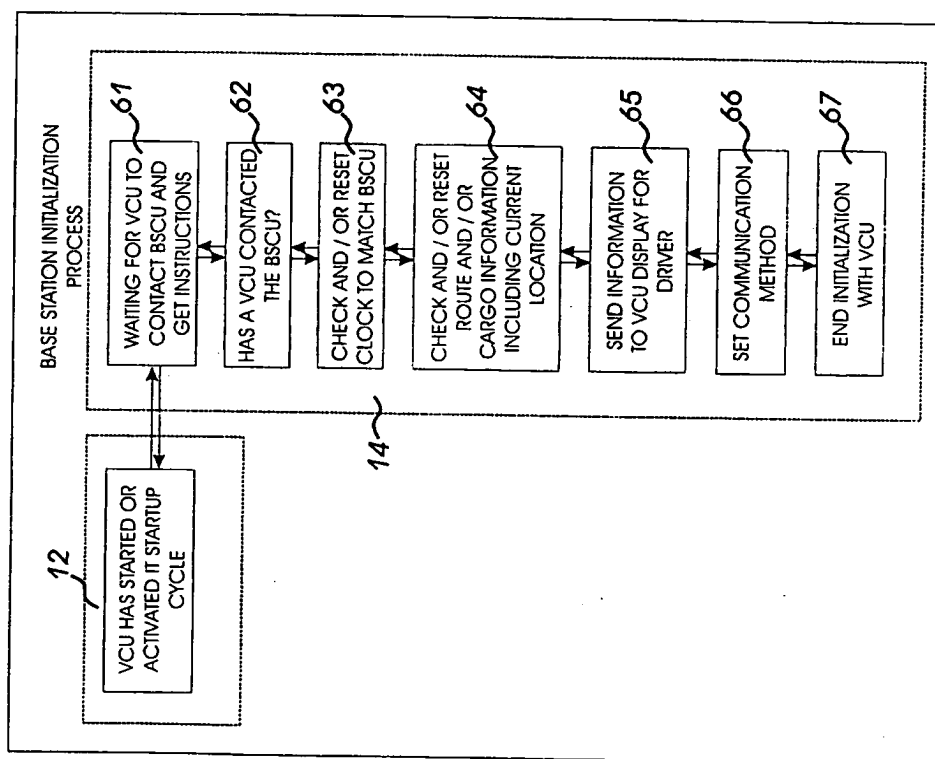 BASE STATION INITIALIZATION
PROCESS
12
VCU HAS STARTED OR
ACTIVATED IT STARTUP
CYCLE
14
61
WAITING FOR VCU TO
CONTACT BSCU AND
GET INSTRUCTIONS
62
HAS A VCU CONTACTED
THE BSCU?
63
CHECK AND / OR RESET
CLOCK TO MATCH BSCU
64
CHECK AND / OR RESET
ROUTE AND / OR
CARGO INFORMATION
INCLUDING CURRENT
LOCATION
65
SEND INFORMATION
TO VCU DISPLAY FOR
DRIVER
66
SET COMMUNICATION
METHOD
67
END INITIALIZATION
WITH VCU